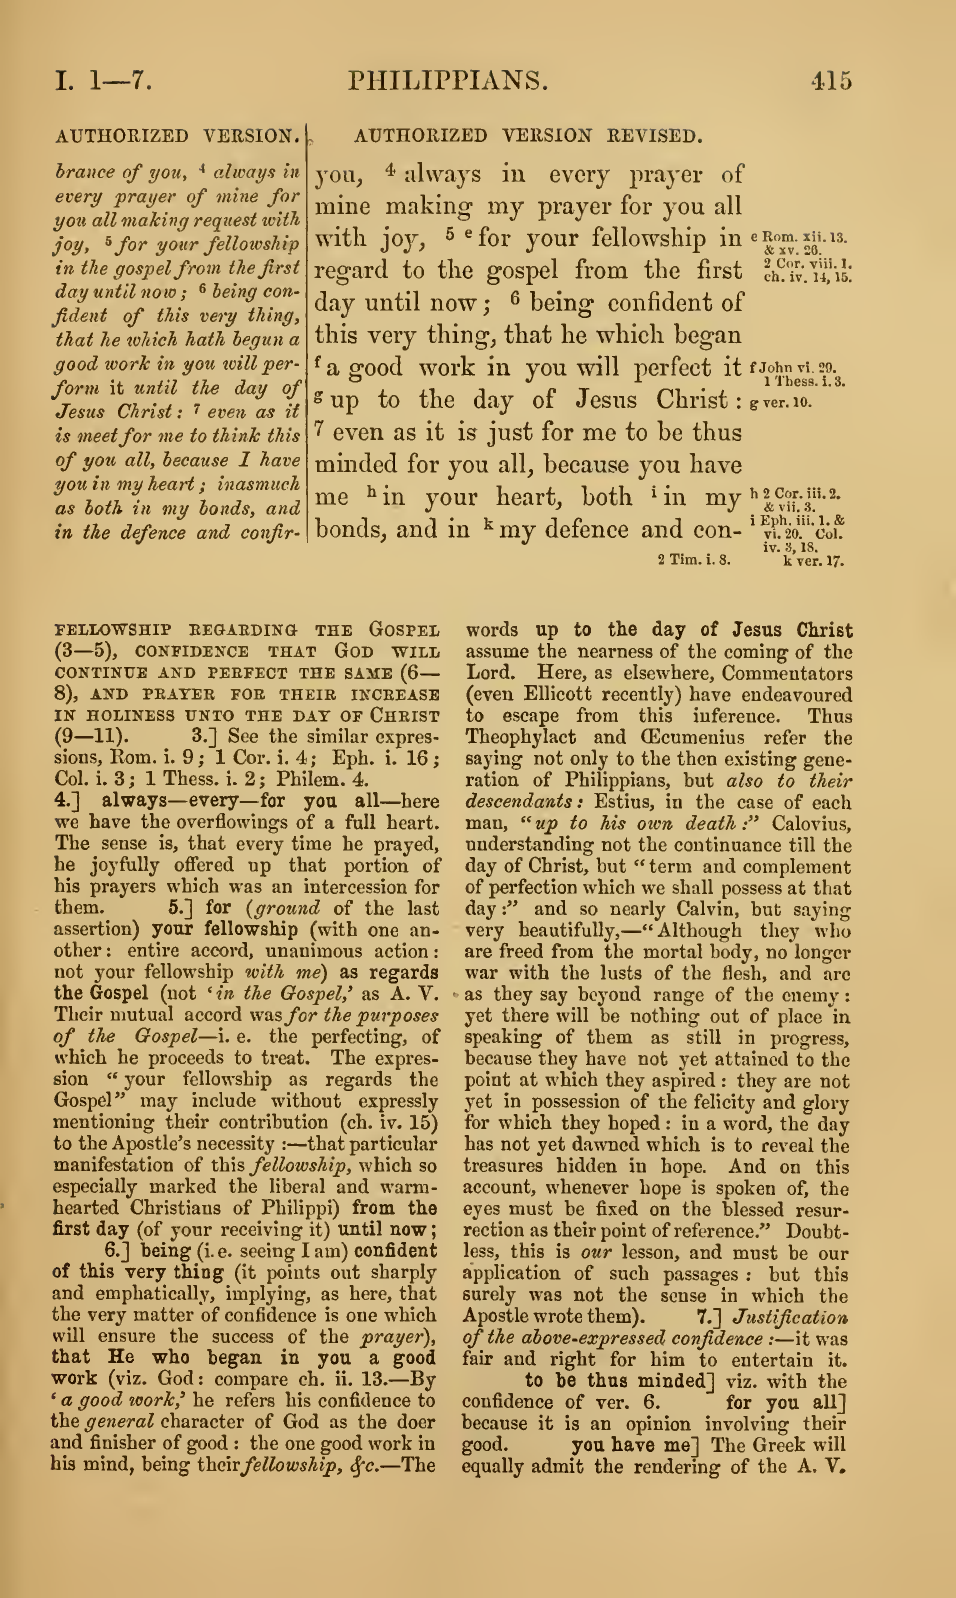 I. 1—7.
PHILIPPIANS.
415
AUTHORIZED VERSION.
brance of you, 4 always in
every prayer of mine for
you all making request with
joy, 5 for your fellowship
in the gospel from the first
day until now; 6 being con-
fident of this very thing,
that he which hath begun a
good work in you will per-
form it until the day of
Jesus Christ: 7 even as it
is meet for me to think this
of you all, because I have
you in my heart; inasmuch
as both in my bonds, and
in the defence and confir-
AUTHORIZED VERSION REVISED.
you, 4 always in every prayer of
mine making my prayer for you all
with joy, 5 e for your fellowship in
regard to the gospel from the first
day until now; 6 being confident of
this very thing, that he which began
f a good work in you will perfect it
g up to the day of Jesus Christ:
7 even as it is just for me to be thus
minded for you all, because you have
me h in your heart, both i in my
bonds, and in k my defence and con-
e Rom. xii. 13.
& xv. 26.
2 Cor. viii. 1.
ch. iv. 14, 15.
f John vi. 29.
1 Thess. i. 3.
g ver. 10.
h 2 Cor. iii. 2.
& vii. 3.
i Eph. iii. 1. &
vi. 20. Col.
iv. 3, 18.
2 Tim. i. 8.
k ver. 17.
FELLOWSHIP REGARDING THE GOSPEL
(3—5), CONFIDENCE THAT GOD WILL
CONTINUE AND PERFECT THE SAME (6—
8), AND PRAYER FOR THEIR INCREASE
IN HOLINESS UNTO THE DAY OF CHRIST
(9—11). 3.] See the similar expres-
sions, Rom. i. 9; 1 Cor. i. 4; Eph. i. 16;
Col. i. 3; 1 Thess. i. 2; Philem. 4.
4.] always—every—for you all—here
we have the overflowings of a full heart.
The sense is, that every time he prayed,
he joyfully offered up that portion of
his prayers which was an intercession for
them. 5.] for (ground of the last
assertion) your fellowship (with one an-
other: entire accord, unanimous action:
not your fellowship with me) as regards
the Gospel (not ‘in the Gospel,’ as A. V.
Their mutual accord was for the purposes
of the Gospel—i. e. the perfecting, of
which he proceeds to treat. The expres-
sion “your fellowship as regards the
Gospel” may include without expressly
mentioning their contribution (ch. iv. 15)
to the Apostle's necessity:—that particular
manifestation of this fellowship, which so
especially marked the liberal and warm-
hearted Christians of Philippi) from the
first day (of your receiving it) until now;
6.] being (i. e. seeing I am) confident
of this very thing (it points out sharply
and emphatically, implying, as here, that
the very matter of confidence is one which
will ensure the success of the prayer),
that He who began in you a good
work (viz. God: compare ch. ii. 13.—By
‘a good work,’ he refers his confidence to
the general character of God as the doer
and finisher of good: the one good work in
his mind, being their fellowship, &c.—The
words up to the day of Jesus Christ
assume the nearness of the coming of the
Lord. Here, as elsewhere, Commentators
(even Ellicott recently) have endeavoured
to escape from this inference. Thus
Theophylact and Œcumenius refer the
saying not only to the then existing gene-
ration of Philippians, but also to their
descendants: Estius, in the case of each
man, “up to his own death:” Calovius,
understanding not the continuance till the
day of Christ, but “term and complement
of perfection which we shall possess at that
day:” and so nearly Calvin, but saying
very beautifully,—“Although they who
are freed from the mortal body, no longer
war with the lusts of the flesh, and are
as they say beyond range of the enemy:
yet there will be nothing out of place in
speaking of them as still in progress,
because they have not yet attained to the
point at which they aspired: they are not
yet in possession of the felicity and glory
for which they hoped: in a word, the day
has not yet dawned which is to reveal the
treasures hidden in hope. And on this
account, whenever hope is spoken of, the
eyes must be fixed on the blessed resur-
rection as their point of reference.” Doubt-
less, this is our lesson, and must be our
application of such passages: but this
surely was not the sense in which the
Apostle wrote them). 7.] Justification
of the above-expressed confidence:—it was
fair and right for him to entertain it.
to be thus minded] viz. with the
confidence of ver. 6. for you all]
because it is an opinion involving their
good. you have me] The Greek will
equally admit the rendering of the A. V.